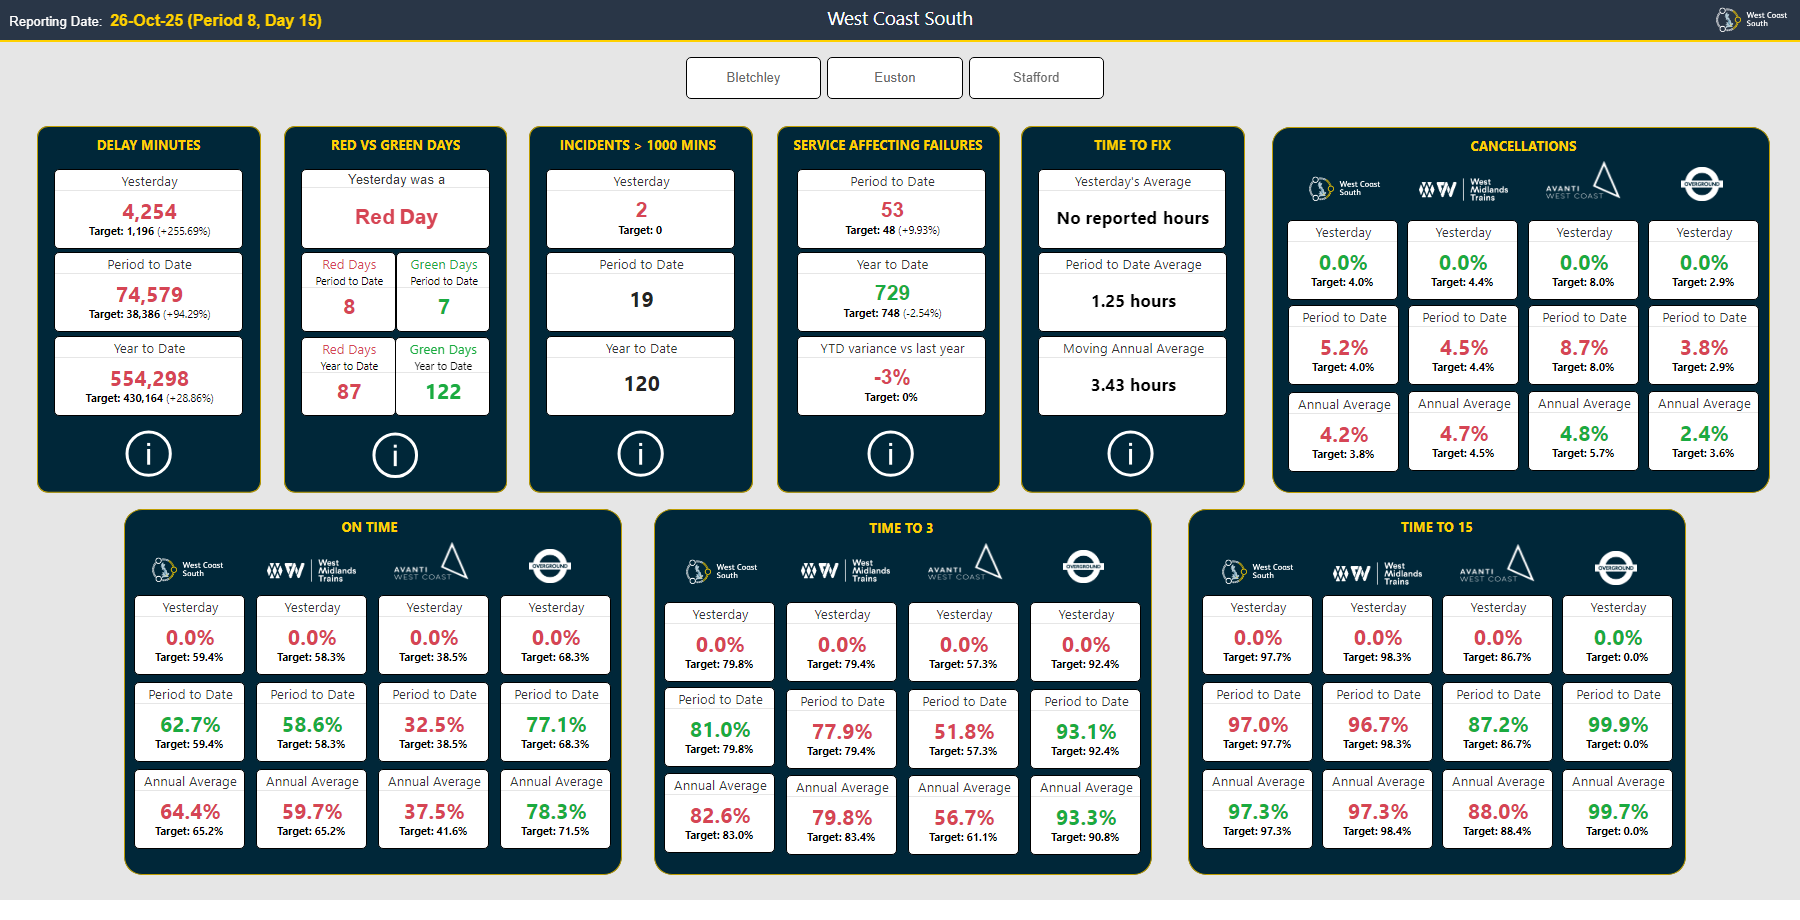 Reporting Date: 26-Oct-25 (Period 8, Day 15)
West Coast South
West Coast
South
Bletchley
Euston
Stafford
DELAY MINUTES
Yesterday
4,254
Target: 1,196 (+255.69%)
Period to Date
74,579
Target: 38,386 (+94.29%)
Year to Date
554,298
Target: 430,164 (+28.86%)
i
RED VS GREEN DAYS
Yesterday was a
Red Day
Red Days
Period to Date
8
Green Days
Period to Date
7
Red Days
Year to Date
87
Green Days
Year to Date
122
i
INCIDENTS > 1000 MINS
Yesterday
2
Target: 0
Period to Date
19
Year to Date
120
i
SERVICE AFFECTING FAILURES
Period to Date
53
Target: 48 (+9.93%)
Year to Date
729
Target: 748 (-2.54%)
YTD variance vs last year
-3%
Target: 0%
i
TIME TO FIX
Yesterday's Average
No reported hours
Period to Date Average
1.25 hours
Moving Annual Average
3.43 hours
i
CANCELLATIONS
West Coast
South
West
Midlands
Trains
AVANTI
WEST COAST
OVERGROUND
Yesterday
0.0%
Target: 4.0%
Yesterday
0.0%
Target: 4.4%
Yesterday
0.0%
Target: 8.0%
Yesterday
0.0%
Target: 2.9%
Period to Date
5.2%
Target: 4.0%
Period to Date
4.5%
Target: 4.4%
Period to Date
8.7%
Target: 8.0%
Period to Date
3.8%
Target: 2.9%
Annual Average
4.2%
Target: 3.8%
Annual Average
4.7%
Target: 4.5%
Annual Average
4.8%
Target: 5.7%
Annual Average
2.4%
Target: 3.6%
ON TIME
West Coast
South
West
Midlands
Trains
AVANTI
WEST COAST
OVERGROUND
Yesterday
0.0%
Target: 59.4%
Yesterday
0.0%
Target: 58.3%
Yesterday
0.0%
Target: 38.5%
Yesterday
0.0%
Target: 68.3%
Period to Date
62.7%
Target: 59.4%
Period to Date
58.6%
Target: 58.3%
Period to Date
32.5%
Target: 38.5%
Period to Date
77.1%
Target: 68.3%
Annual Average
64.4%
Target: 65.2%
Annual Average
59.7%
Target: 65.2%
Annual Average
37.5%
Target: 41.6%
Annual Average
78.3%
Target: 71.5%
TIME TO 3
West Coast
South
West
Midlands
Trains
AVANTI
WEST COAST
OVERGROUND
Yesterday
0.0%
Target: 79.8%
Yesterday
0.0%
Target: 79.4%
Yesterday
0.0%
Target: 57.3%
Yesterday
0.0%
Target: 92.4%
Period to Date
81.0%
Target: 79.8%
Period to Date
77.9%
Target: 79.4%
Period to Date
51.8%
Target: 57.3%
Period to Date
93.1%
Target: 92.4%
Annual Average
82.6%
Target: 83.0%
Annual Average
79.8%
Target: 83.4%
Annual Average
56.7%
Target: 61.1%
Annual Average
93.3%
Target: 90.8%
TIME TO 15
West Coast
South
West
Midlands
Trains
AVANTI
WEST COAST
OVERGROUND
Yesterday
0.0%
Target: 97.7%
Yesterday
0.0%
Target: 98.3%
Yesterday
0.0%
Target: 86.7%
Yesterday
0.0%
Target: 0.0%
Period to Date
97.0%
Target: 97.7%
Period to Date
96.7%
Target: 98.3%
Period to Date
87.2%
Target: 86.7%
Period to Date
99.9%
Target: 0.0%
Annual Average
97.3%
Target: 97.3%
Annual Average
97.3%
Target: 98.4%
Annual Average
88.0%
Target: 88.4%
Annual Average
99.7%
Target: 0.0%